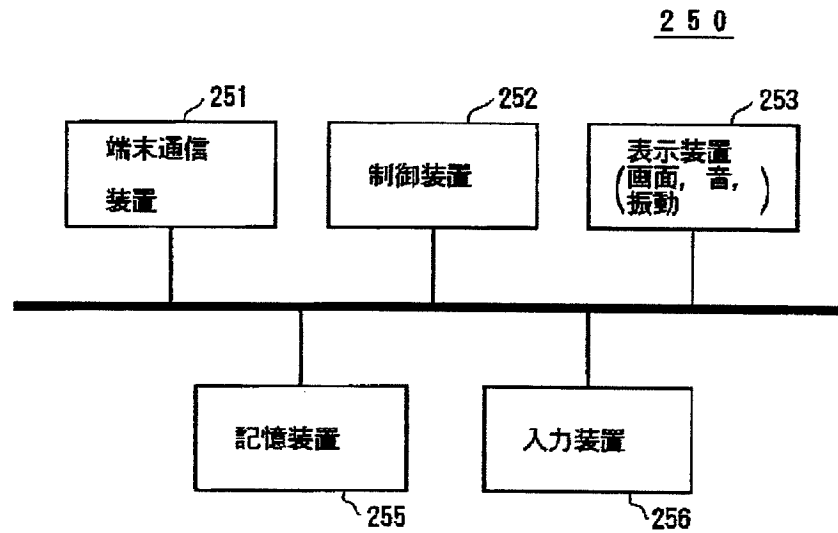 ２５０
251
端末通信
装置
252
制御装置
253
表示装置
(画面，音，
振動)
記憶装置
255
入力装置
256